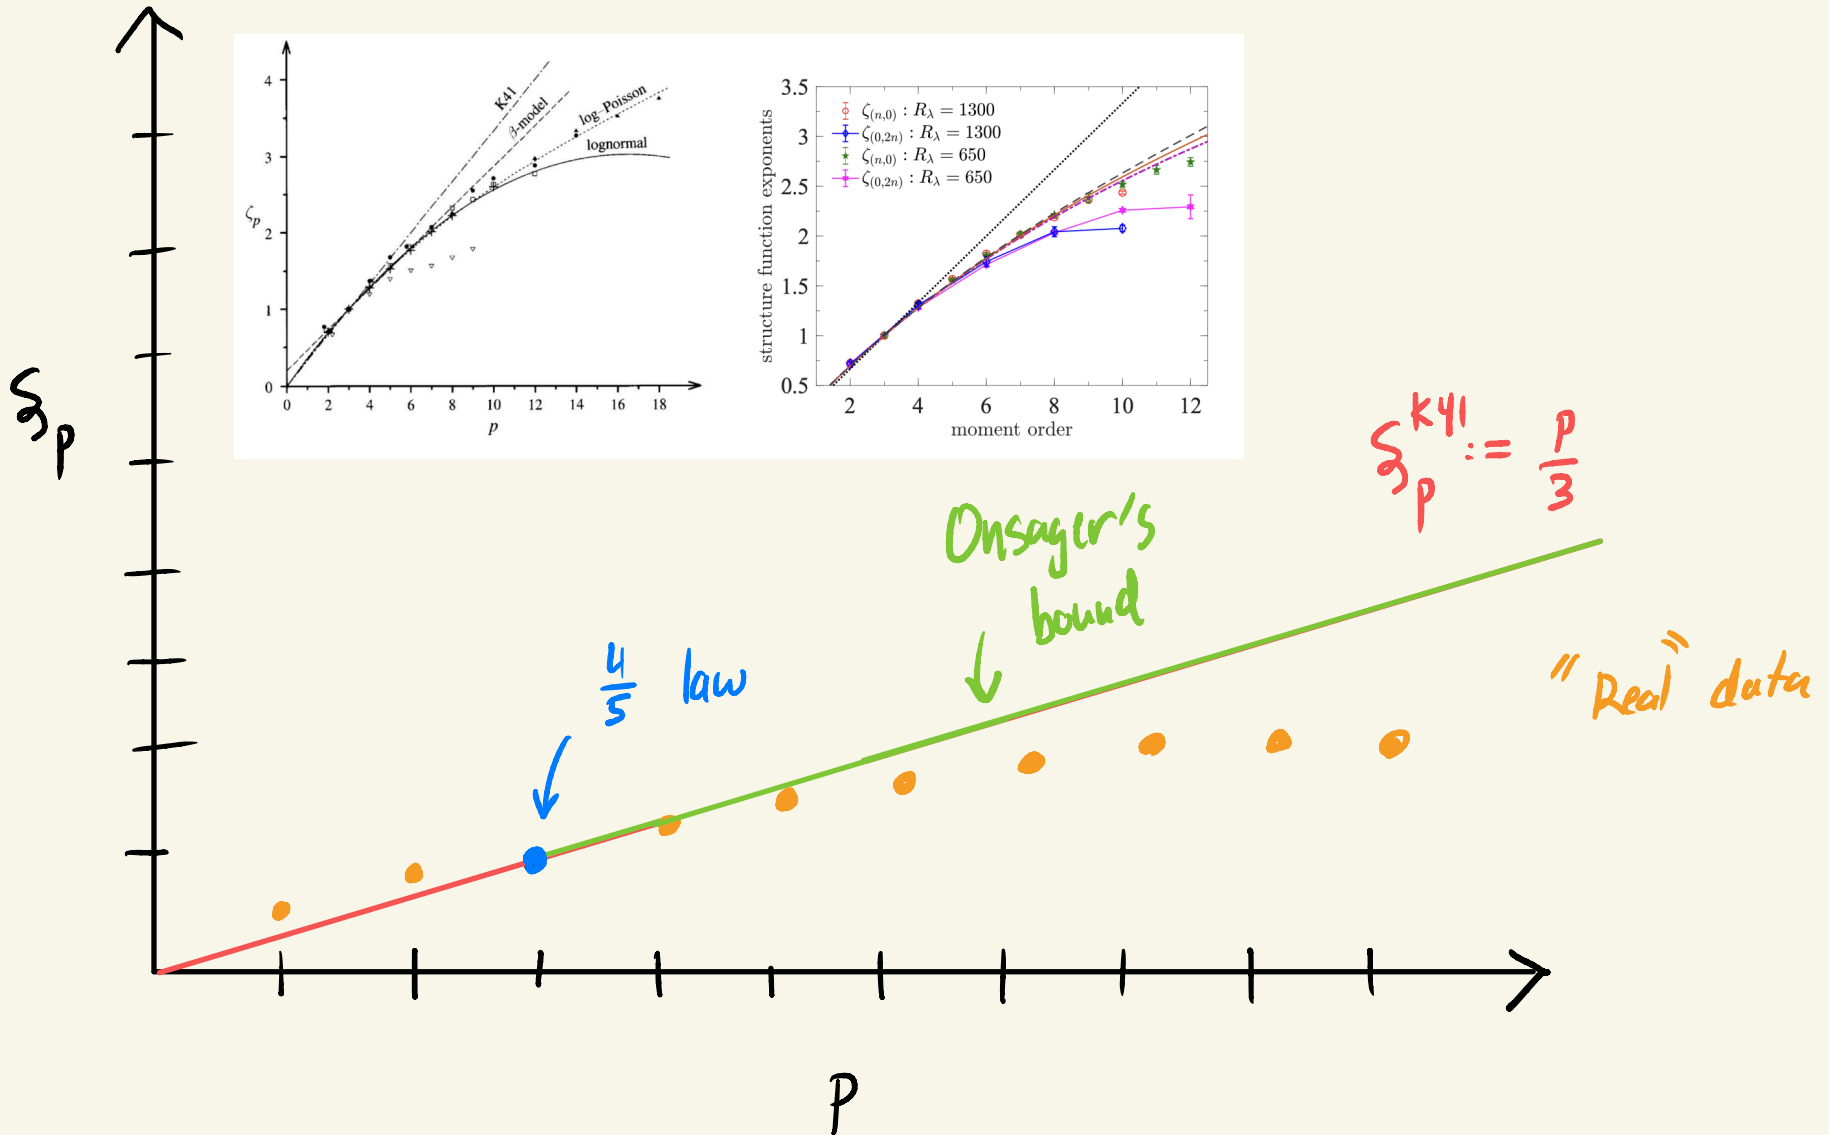 4
3
2
1
0
ζp
K41
β-model
log–Poisson
lognormal
0 2 4 6 8 10 12 14 16 18
p
3.5
3
2.5
2
1.5
1
0.5
structure function exponents
ζ(n,0) : Rλ = 1300
ζ(0,2n) : Rλ = 1300
ζ(n,0) : Rλ = 650
ζ(0,2n) : Rλ = 650
2 4 6 8 10 12
moment order
ζp
ζp^K41 := p/3
Onsager's
bound
4/5 law
"Real" data
P